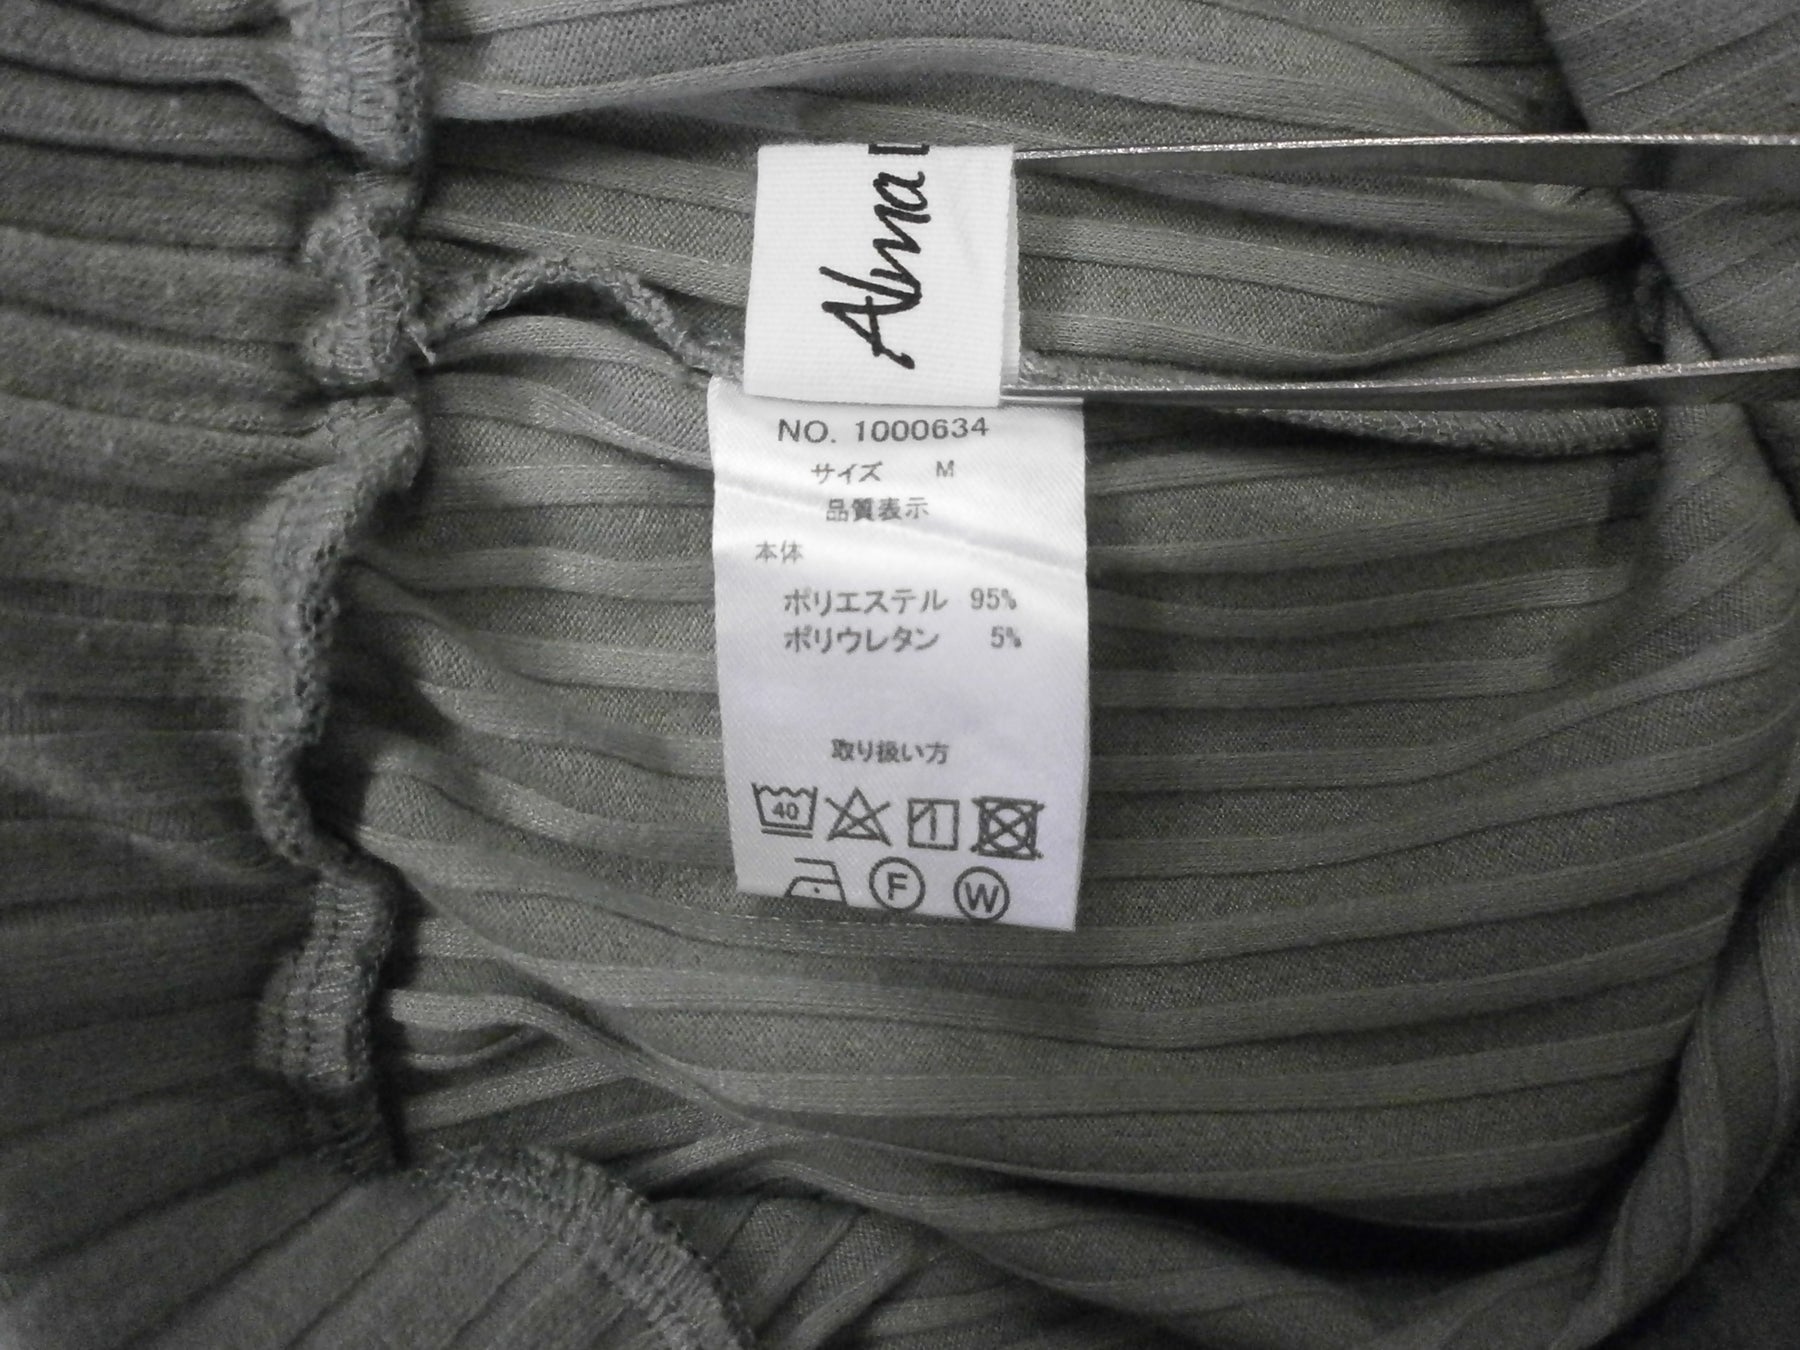 Alma
NO. 1000634
サイズ M
品質表示
本体
ポリエステル 95%
ポリウレタン 5%
取り扱い方
40
F W